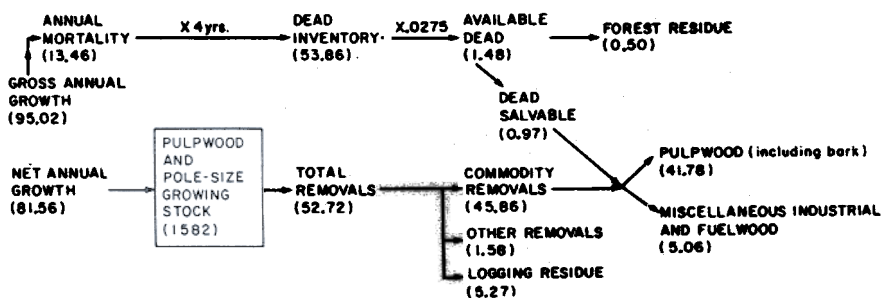 ANNUAL
MORTALITY
(13.46)
X 4 yrs.
DEAD
INVENTORY
(53.86)
X.0275
AVAILABLE
DEAD
(1.48)
FOREST RESIDUE
(0.50)
GROSS ANNUAL
GROWTH
(95.02)
DEAD
SALVABLE
(0.97)
NET ANNUAL
GROWTH
(81.56)
PULPWOOD
AND
POLE-SIZE
GROWING
STOCK
(1582)
TOTAL
REMOVALS
(52.72)
COMMODITY
REMOVALS
(45.86)
PULPWOOD (including bark)
(41.78)
MISCELLANEOUS INDUSTRIAL
AND FUELWOOD
(5.06)
OTHER REMOVALS
(1.58)
LOGGING RESIDUE
(5.27)